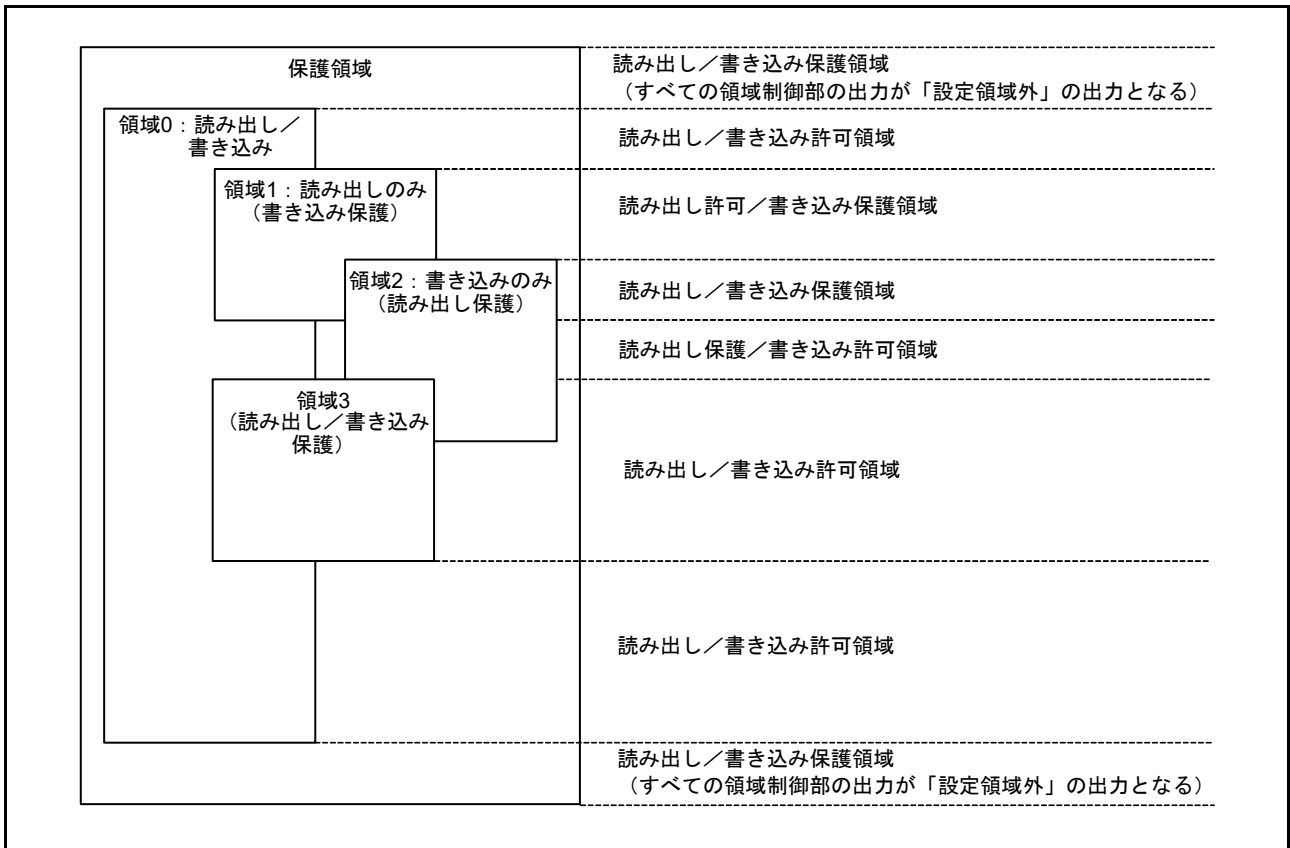 保護領域
読み出し／書き込み保護領域
（すべての領域制御部の出力が「設定領域外」の出力となる）
領域0：読み出し／
書き込み
読み出し／書き込み許可領域
領域1：読み出しのみ
（書き込み保護）
読み出し許可／書き込み保護領域
領域2：書き込みのみ
（読み出し保護）
読み出し／書き込み保護領域
読み出し保護／書き込み許可領域
領域3
（読み出し／書き込み
保護）
読み出し／書き込み許可領域
読み出し／書き込み許可領域
読み出し／書き込み保護領域
（すべての領域制御部の出力が「設定領域外」の出力となる）